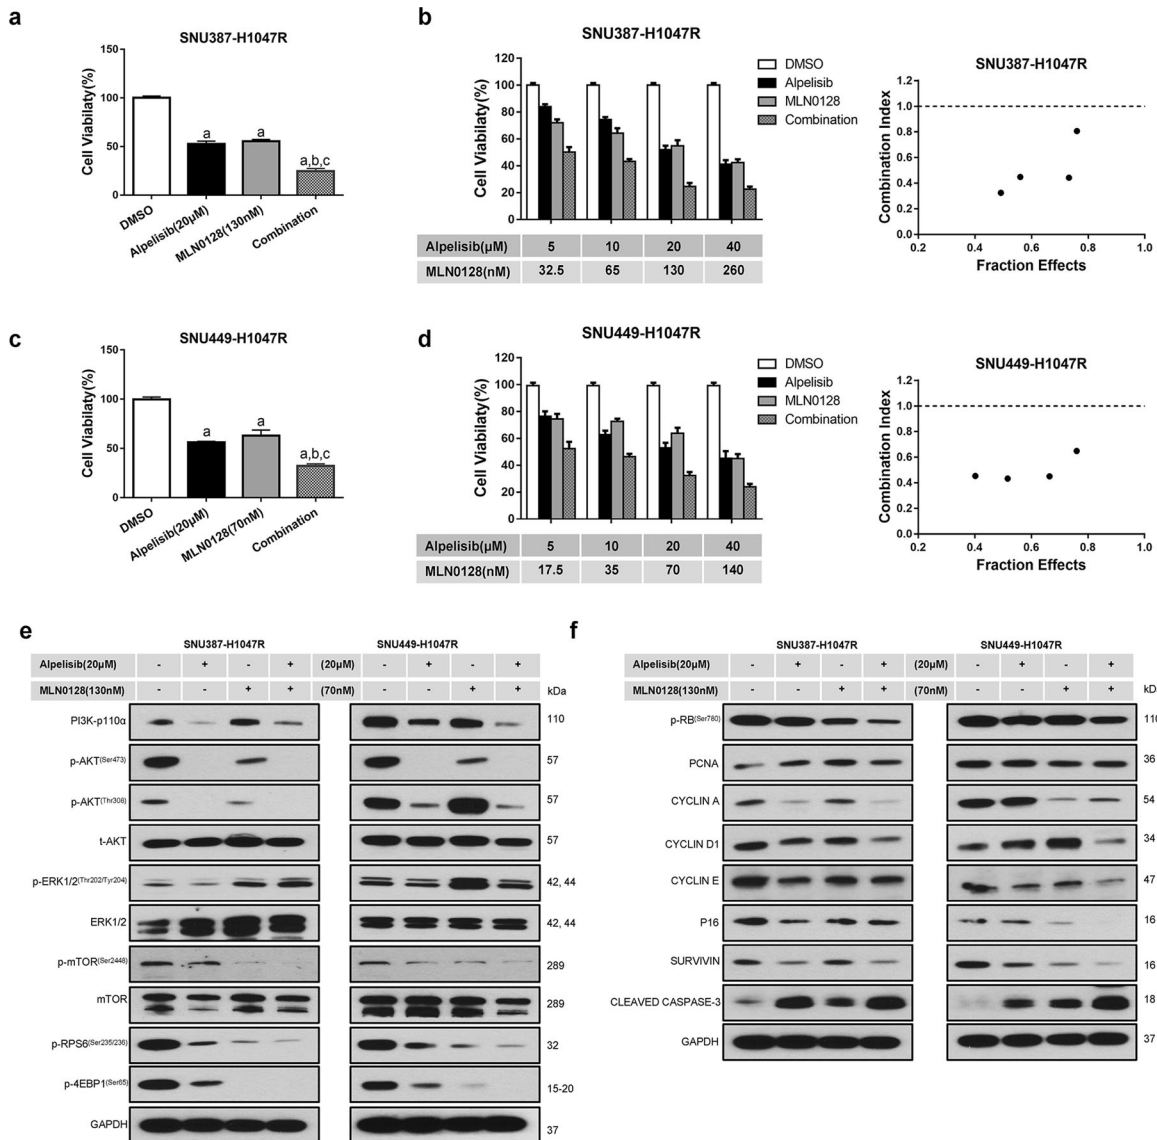 a
SNU387-H1047R
Cell Viabilaty(%)
150
100
50
0
a
a
a,b,c
DMSO
Alpelisib(20μM)
MLN0128(130nM)
Combination
b
SNU387-H1047R
Cell Viabilaty(%)
120
100
80
60
40
20
0
DMSO
Alpelisib
MLN0128
Combination
Alpelisib(μM) 5 10 20 40
MLN0128(nM) 32.5 65 130 260
SNU387-H1047R
Combination Index
1.2
1.0
0.8
0.6
0.4
0.2
0.0
0.2 0.4 0.6 0.8 1.0
Fraction Effects
c
SNU449-H1047R
Cell Viabilaty(%)
150
100
50
0
a
a
a,b,c
DMSO
Alpelisib(20μM)
MLN0128(70nM)
Combination
d
SNU449-H1047R
Cell Viabilaty(%)
120
100
80
60
40
20
0
DMSO
Alpelisib
MLN0128
Combination
Alpelisib(μM) 5 10 20 40
MLN0128(nM) 17.5 35 70 140
SNU449-H1047R
Combination Index
1.2
1.0
0.8
0.6
0.4
0.2
0.0
0.2 0.4 0.6 0.8 1.0
Fraction Effects
e
SNU387-H1047R SNU449-H1047R
Alpelisib(20μM) - + - + (20μM) - + - +
MLN0128(130nM) - - + + (70nM) - - + + kDa
PI3K-p110α 110
p-AKT(Ser473) 57
p-AKT(Thr308) 57
t-AKT 57
p-ERK1/2(Thr202/Tyr204) 42, 44
ERK1/2 42, 44
p-mTOR(Ser2448) 289
mTOR 289
p-RPS6(Ser235/236) 32
p-4EBP1(Ser65) 15-20
GAPDH 37
f
SNU387-H1047R SNU449-H1047R
Alpelisib(20μM) - + - + (20μM) - + - +
MLN0128(130nM) - - + + (70nM) - - + +
p-RB(Ser780)
PCNA 36
CYCLIN A 54
CYCLIN D1 34
CYCLIN E 47
P16 16
SURVIVIN 16
CLEAVED CASPASE-3 18
GAPDH 37